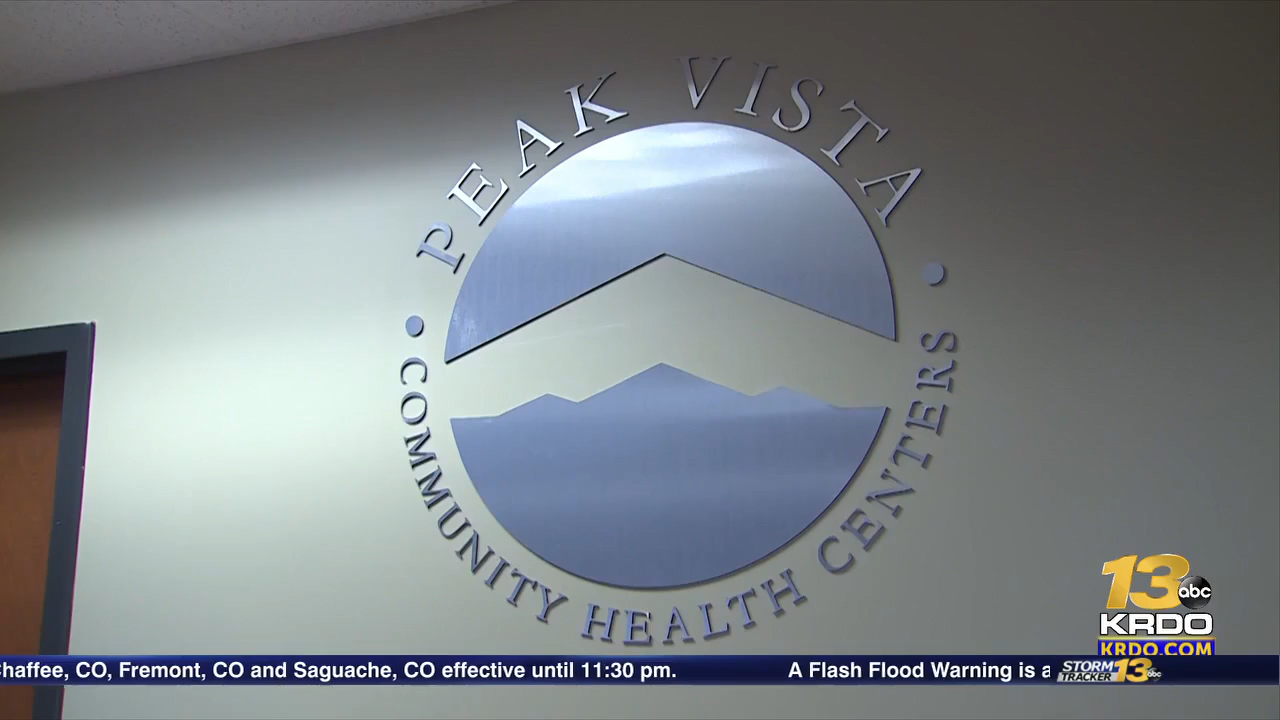 PEAK VISTA
COMMUNITY HEALTH CENTERS
13 abc
KRDO
KRDO.COM
haffee, CO, Fremont, CO and Saguache, CO effective until 11:30 pm. A Flash Flood Warning is a
STORM TRACKER 13 abc